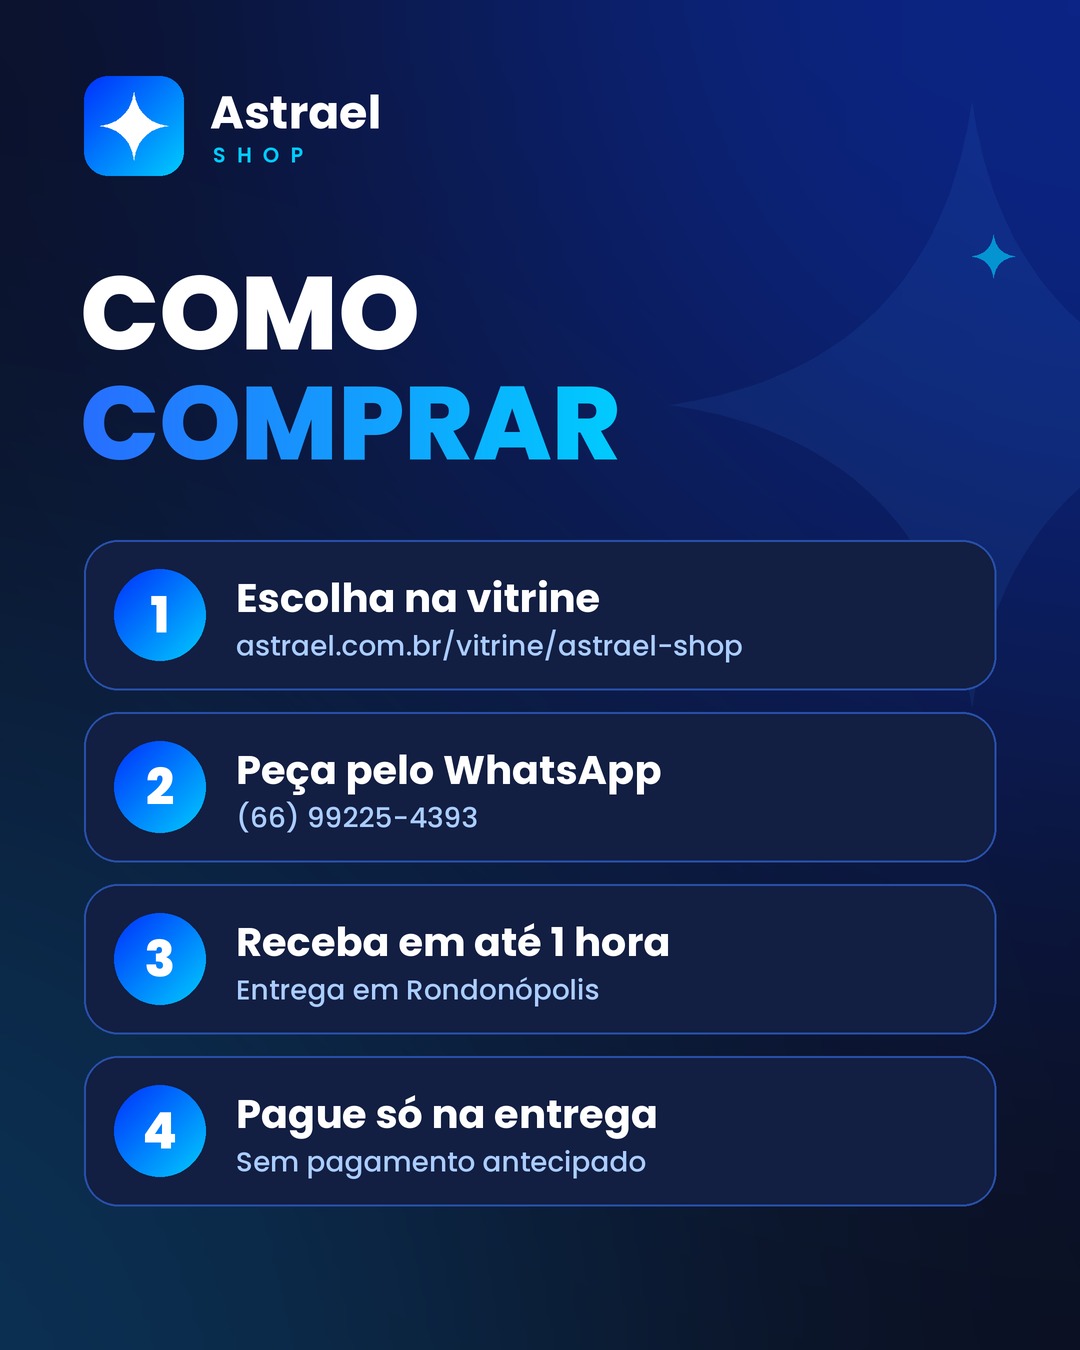 Astrael
SHOP
COMO
COMPRAR
1
Escolha na vitrine
astrael.com.br/vitrine/astrael-shop
2
Peça pelo WhatsApp
(66) 99225-4393
3
Receba em até 1 hora
Entrega em Rondonópolis
4
Pague só na entrega
Sem pagamento antecipado